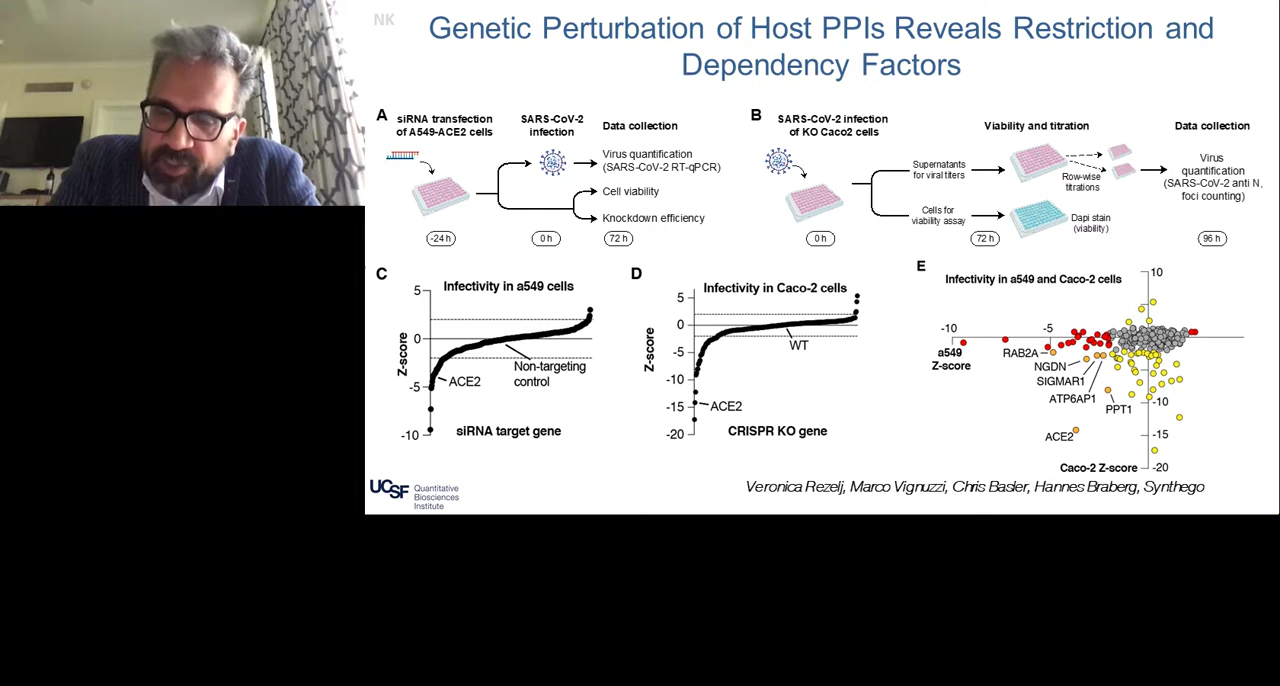 NK
Genetic Perturbation of Host PPIs Reveals Restriction and
Dependency Factors
A
siRNA transfection
of A549-ACE2 cells
SARS-CoV-2
infection
Data collection
Virus quantification
(SARS-CoV-2 RT-qPCR)
Cell viability
Knockdown efficiency
-24 h
0 h
72 h
B
SARS-CoV-2 infection
of KO Caco2 cells
Viability and titration
Data collection
Supernatants
for viral titers
Row-wise
titrations
Virus
quantification
(SARS-CoV-2 anti N,
foci counting)
Cells for
viability assay
Dapi stain
(viability)
0 h
72 h
96 h
C
Infectivity in a549 cells
5
0
-5
-10
Z-score
ACE2
Non-targeting
control
siRNA target gene
D
Infectivity in Caco-2 cells
5
0
-5
-10
-15
-20
Z-score
WT
ACE2
CRISPR KO gene
E
Infectivity in a549 and Caco-2 cells
10
-10
-5
a549
Z-score
RAB2A
NGDN
SIGMAR1
ATP6AP1
PPT1
ACE2
-10
-15
-20
Caco-2 Z-score
UCSF
Quantitative
Biosciences
Institute
Veronica Rezelj, Marco Vignuzzi, Chris Basler, Hannes Braberg, Synthego